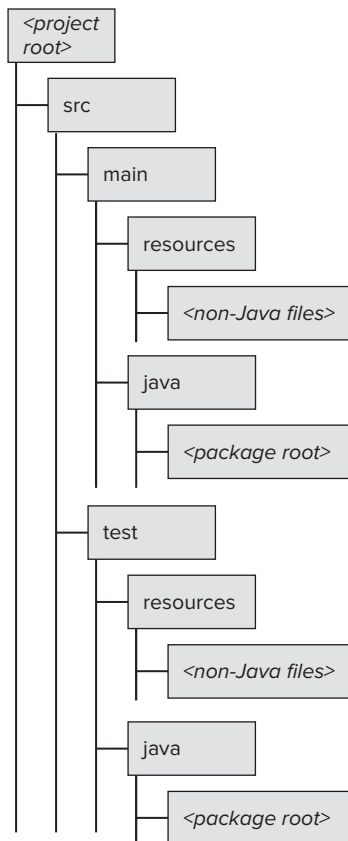 <project
root>
src
main
resources
<non-Java files>
java
<package root>
test
resources
<non-Java files>
java
<package root>